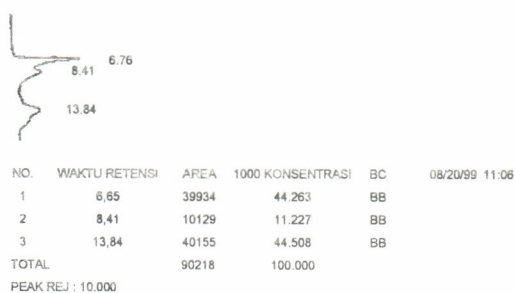 6.76
8.41
13.84
NO. WAKTU RETENSI AREA 1000 KONSENTRASI BC 08/20/99 11:06
1 6,65 39934 44.263 BB
2 8,41 10129 11.227 BB
3 13,84 40155 44.508 BB
TOTAL 90218 100.000
PEAK REJ : 10.000